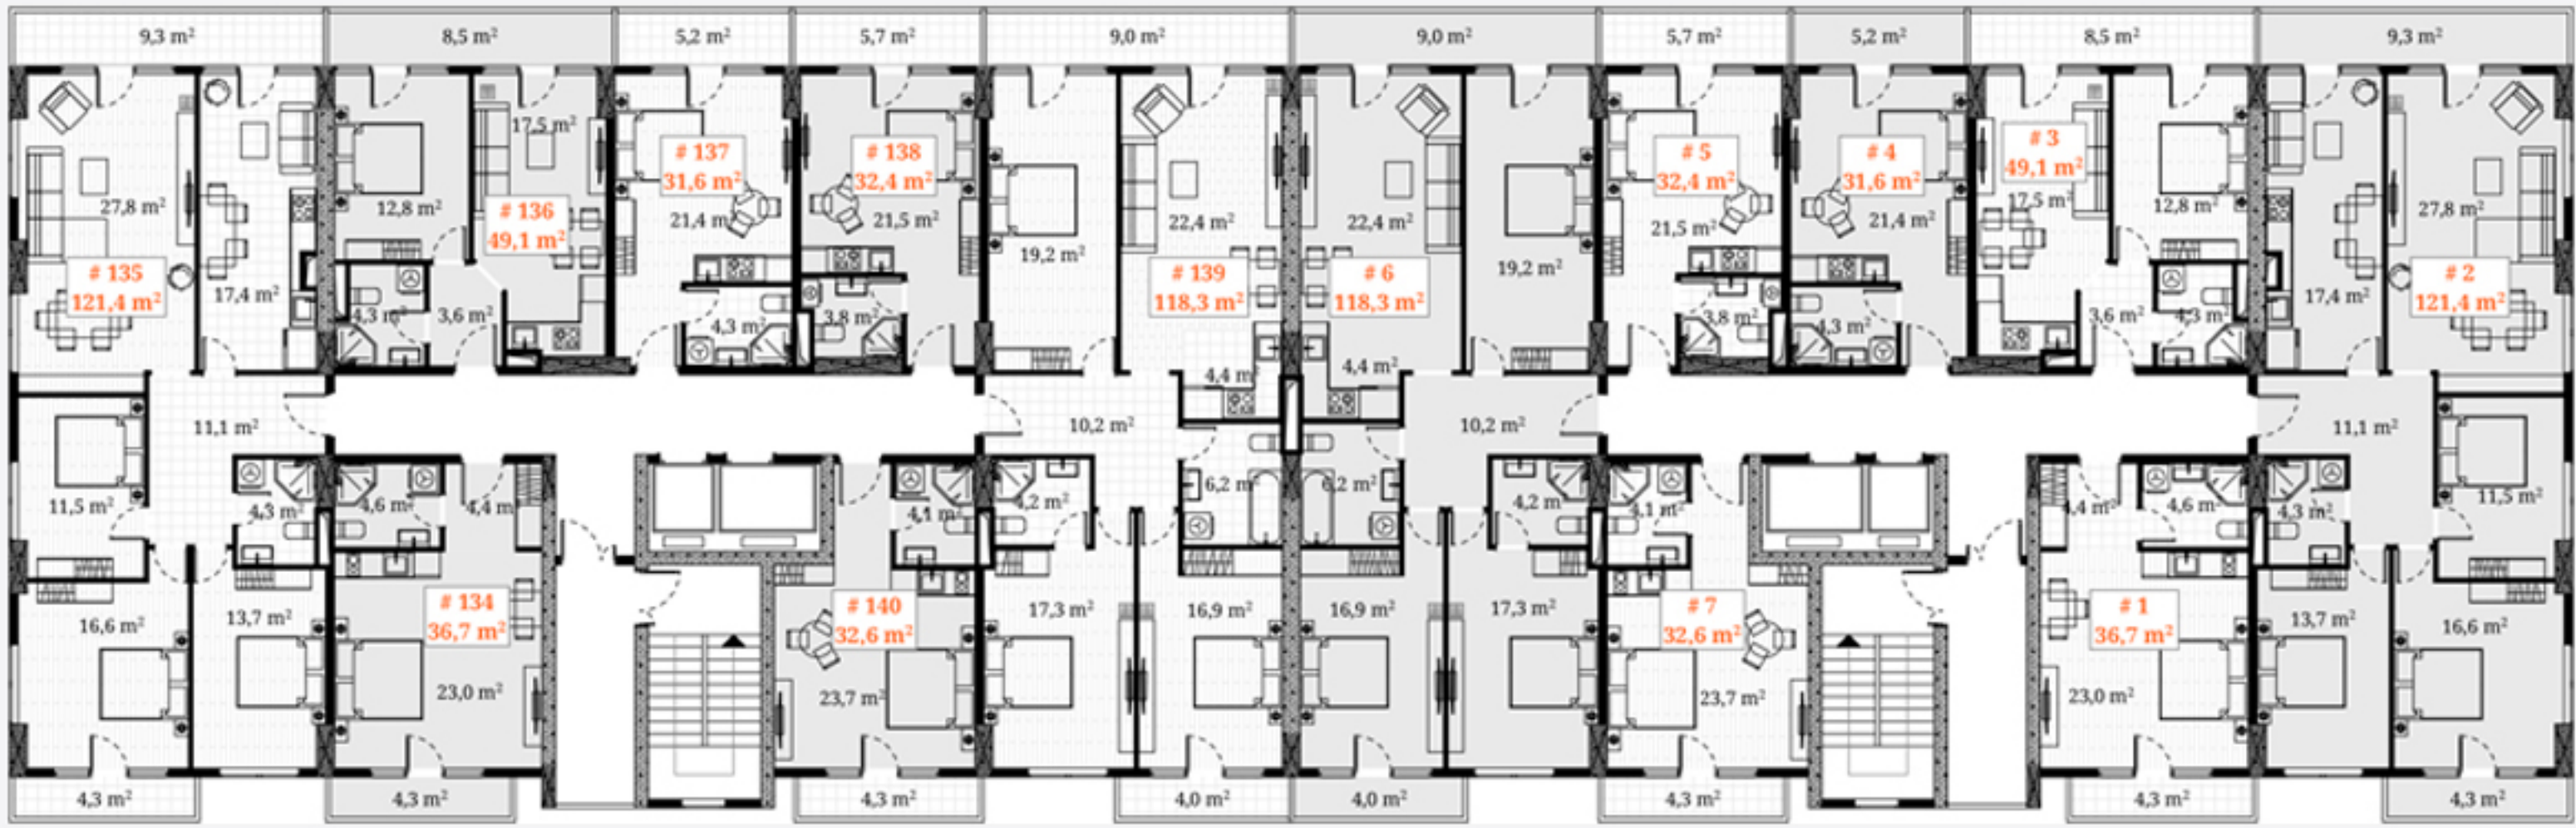 9,3 m²
8,5 m²
5,2 m²
5,7 m²
9,0 m²
9,0 m²
5,7 m²
5,2 m²
8,5 m²
9,3 m²
27,8 m²
# 135
121,4 m²
17,4 m²
12,8 m²
17,5 m²
# 136
49,1 m²
4,3 m²
3,6 m²
# 137
31,6 m²
21,4 m²
4,3 m²
# 138
32,4 m²
21,5 m²
3,8 m²
19,2 m²
22,4 m²
# 139
118,3 m²
4,4 m²
22,4 m²
# 6
118,3 m²
4,4 m²
19,2 m²
# 5
32,4 m²
21,5 m²
3,8 m²
# 4
31,6 m²
21,4 m²
4,3 m²
# 3
49,1 m²
17,5 m²
12,8 m²
3,6 m²
4,3 m²
17,4 m²
27,8 m²
# 2
121,4 m²
11,1 m²
10,2 m²
10,2 m²
11,1 m²
11,5 m²
4,3 m²
4,6 m²
4,4 m
4,1 m²
4,2 m²
6,2 m²
6,2 m²
4,2 m
4,1 m²
4,4 m²
4,6 m²
4,3 m²
11,5 m²
16,6 m²
13,7 m²
# 134
36,7 m²
23,0 m²
# 140
32,6 m²
23,7 m²
17,3 m²
16,9 m²
16,9 m²
17,3 m²
# 7
32,6 m²
23,7 m²
# 1
36,7 m²
23,0 m²
13,7 m²
16,6 m²
4,3 m²
4,3 m²
4,3 m²
4,0 m²
4,0 m²
4,3 m²
4,3 m²
4,3 m²